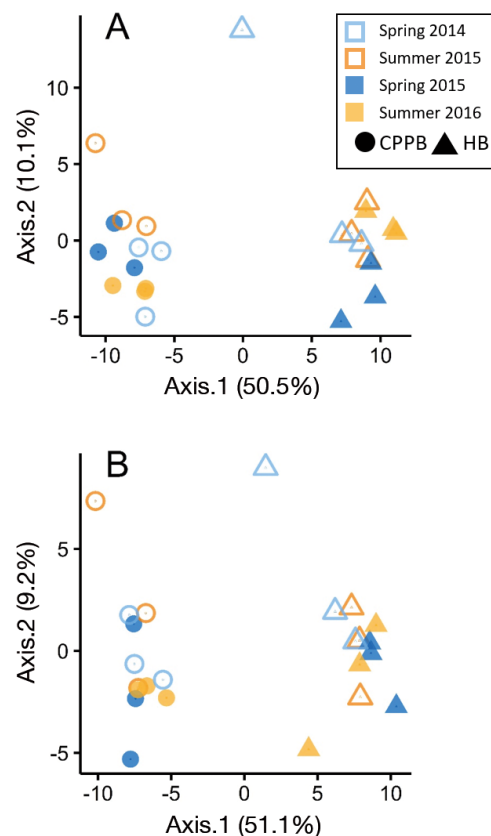 A
Spring 2014
Summer 2015
Spring 2015
Summer 2016
CPPB HB
10
5
0
-5
Axis.2 (10.1%)
-10 -5 0 5 10
Axis.1 (50.5%)
B
5
0
-5
Axis.2 (9.2%)
-10 -5 0 5 10
Axis.1 (51.1%)